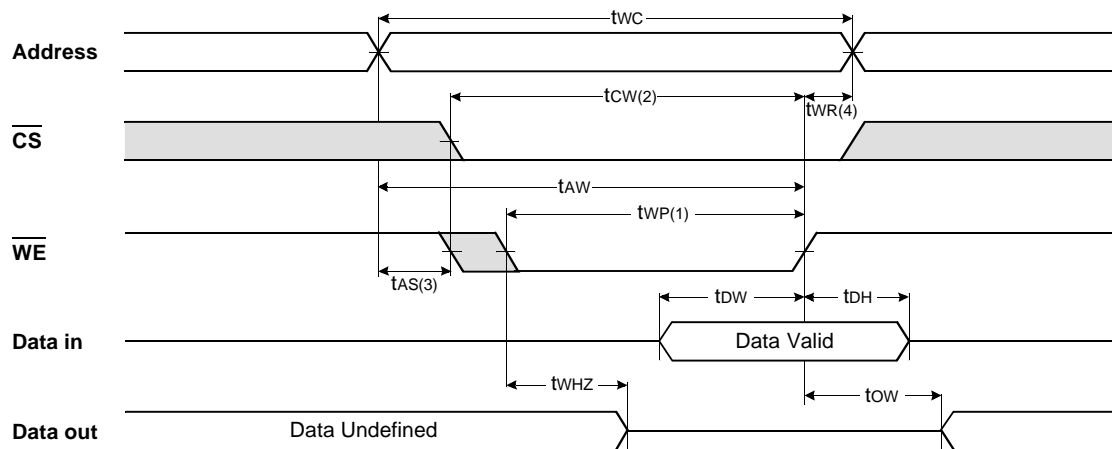 tWC
Address
tCW(2)
tWR(4)
CS
tAW
tWP(1)
WE
tAS(3)
tDW
tDH
Data in
Data Valid
tWHZ
tOW
Data out
Data Undefined